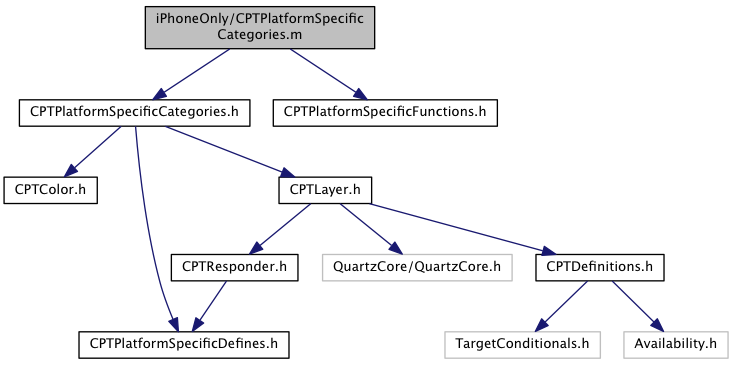 iPhoneOnly/CPTPlatformSpecific
Categories.m
CPTPlatformSpecificCategories.h
CPTPlatformSpecificFunctions.h
CPTColor.h
CPTLayer.h
CPTResponder.h
QuartzCore/QuartzCore.h
CPTDefinitions.h
CPTPlatformSpecificDefines.h
TargetConditionals.h
Availability.h